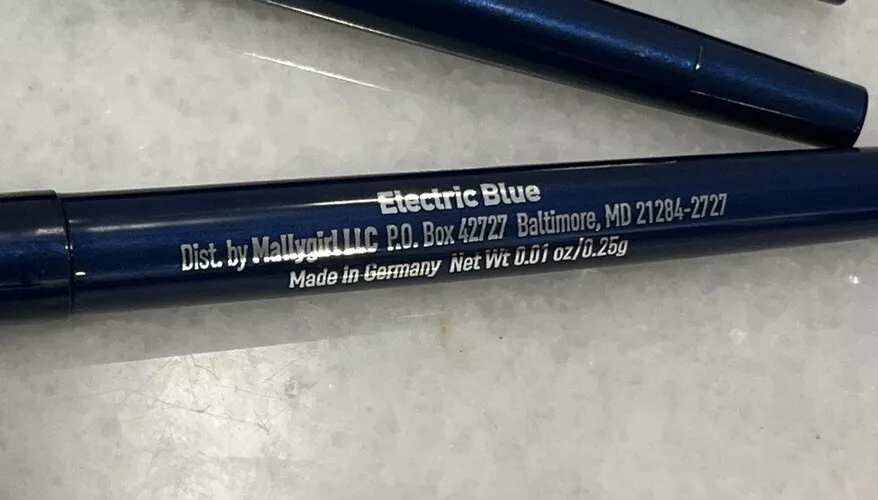 Electric Blue
Dist. by Mallygirl LLC P.O. Box 42727 Baltimore, MD 21284-2727
Made in Germany Net Wt 0.01 oz/0.25g